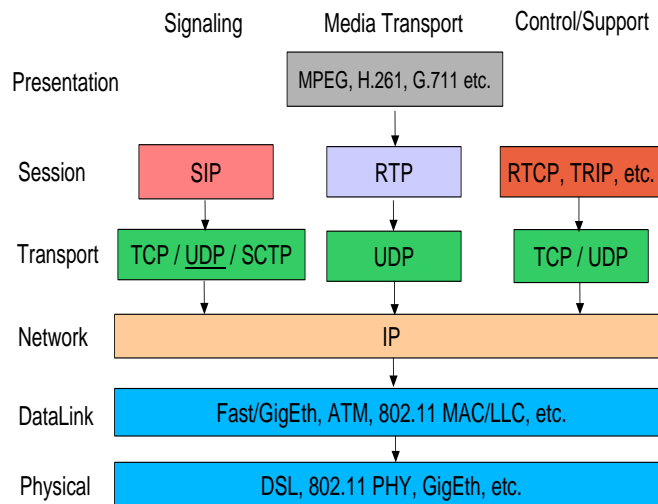 Signaling Media Transport Control/Support
Presentation MPEG, H.261, G.711 etc.
Session SIP RTP RTCP, TRIP, etc.
Transport TCP / UDP / SCTP UDP TCP / UDP
Network IP
DataLink Fast/GigEth, ATM, 802.11 MAC/LLC, etc.
Physical DSL, 802.11 PHY, GigEth, etc.